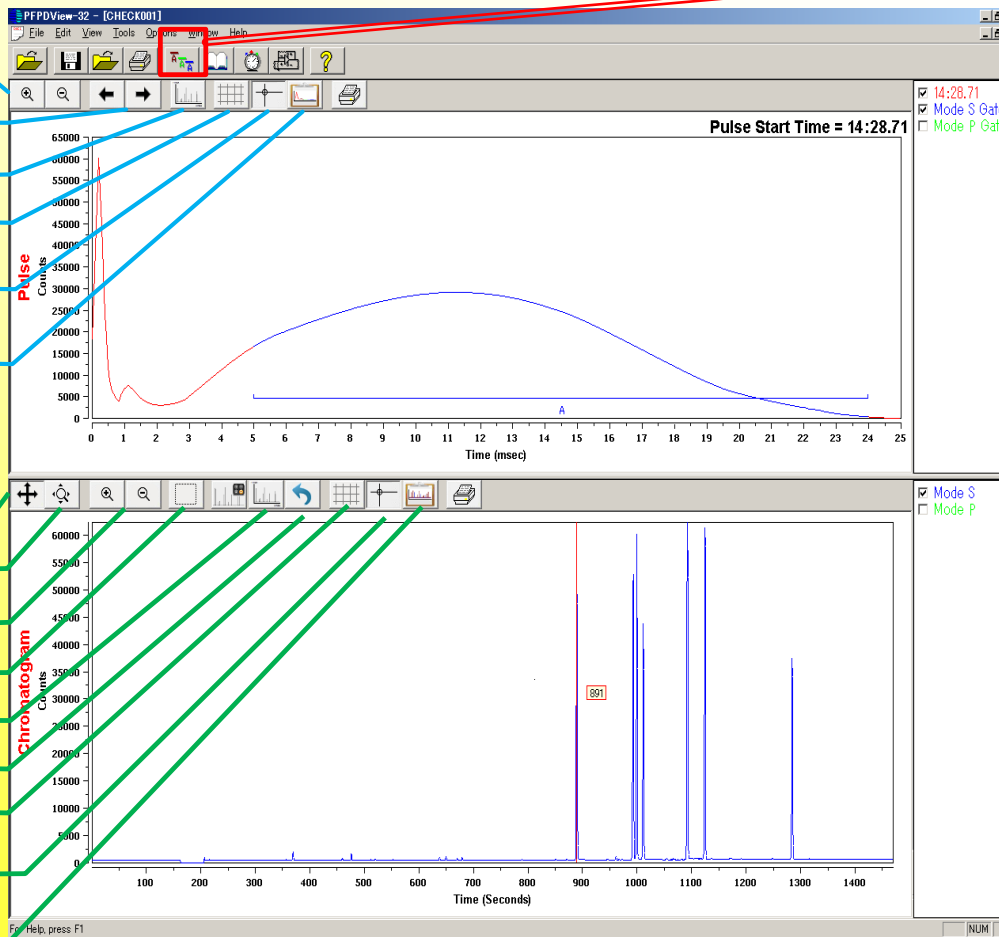 PFPDView-32 - [CHECK001]
File Edit View Tools Options Window Help
Pulse Start Time = 14:28.71
14:28.71
Mode S Gat
Mode P Gat
65000
60000
55000
50000
45000
40000
35000
30000
25000
20000
15000
10000
5000
0
Pulse
Counts
A
0 1 2 3 4 5 6 7 8 9 10 11 12 13 14 15 16 17 18 19 20 21 22 23 24 25
Time (msec)
Mode S
Mode P
60000
55000
50000
45000
40000
35000
30000
25000
20000
15000
10000
5000
0
Chromatogram
Counts
891
100 200 300 400 500 600 700 800 900 1000 1100 1200 1300 1400
Time (Seconds)
For Help, press F1
NUM